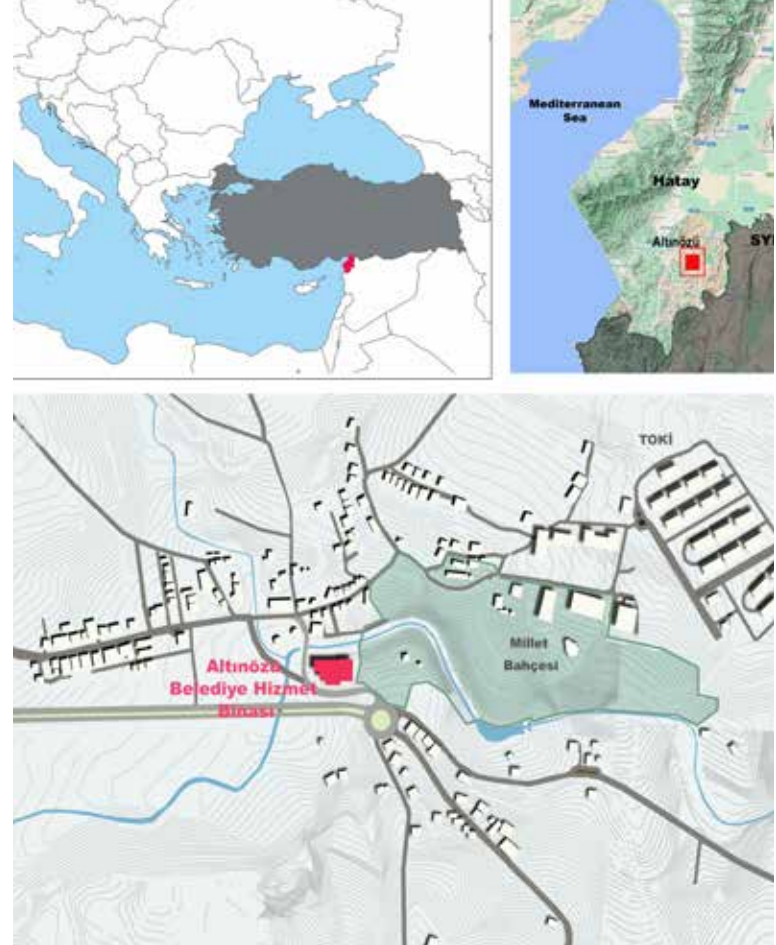 Mediterranean
Sea
Hatay
Altınözü
SY
TOKİ
Millet
Bahçesi
Altınözü
Belediye Hizmet
Binası